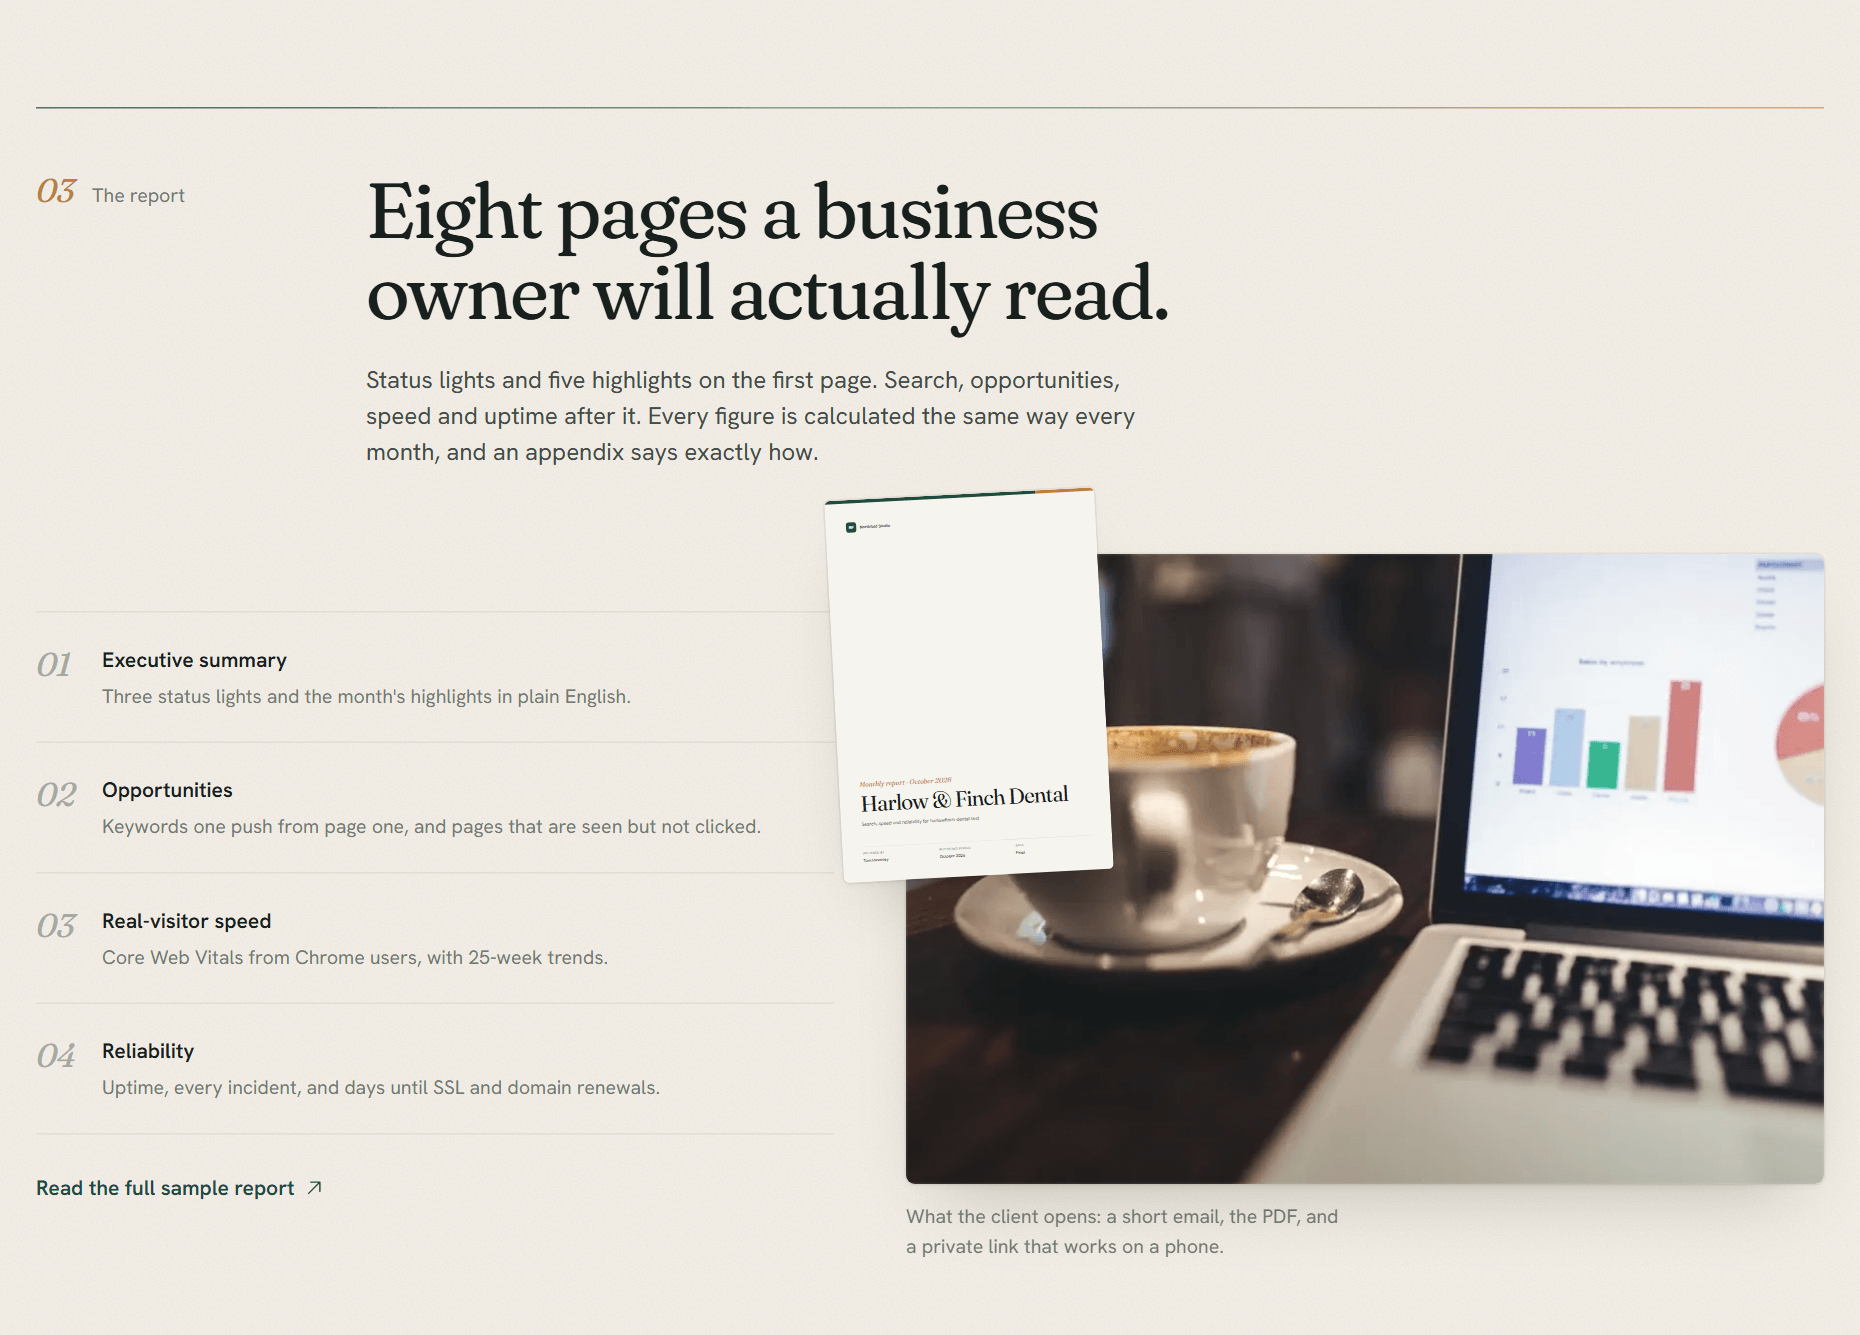 03 The report
Eight pages a business
owner will actually read.
Status lights and five highlights on the first page. Search, opportunities,
speed and uptime after it. Every figure is calculated the same way every
month, and an appendix says exactly how.
01 Executive summary
Three status lights and the month's highlights in plain English.
02 Opportunities
Keywords one push from page one, and pages that are seen but not clicked.
03 Real-visitor speed
Core Web Vitals from Chrome users, with 25-week trends.
04 Reliability
Uptime, every incident, and days until SSL and domain renewals.
Read the full sample report
Monthly report · October 2026
Harlow & Finch Dental
What the client opens: a short email, the PDF, and
a private link that works on a phone.